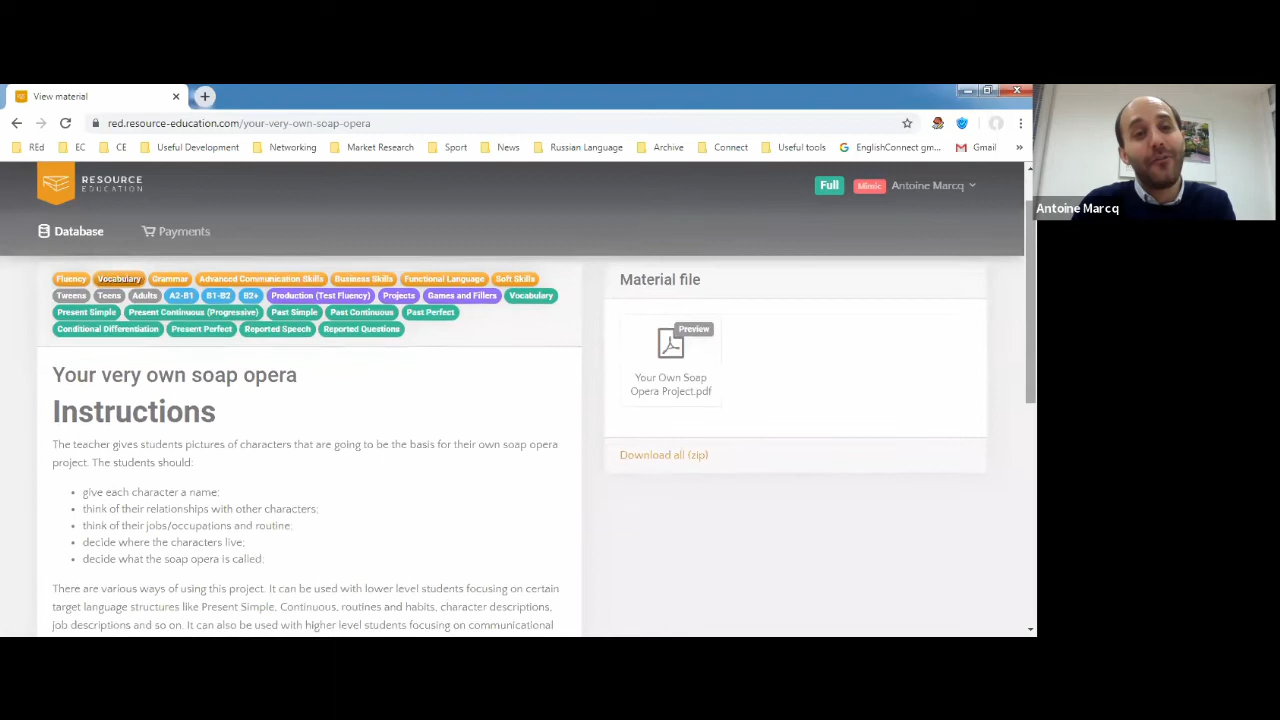 View material
red.resource-education.com/your-very-own-soap-opera
REd EC CE Useful Development Networking Market Research Sport News Russian Language Archive Connect Useful tools EnglishConnect gm... Gmail »
RESOURCE
EDUCATION
Full Mimic Antoine Marcq
Database Payments
Fluency Vocabulary Grammar Advanced Communication Skills Business Skills Functional Language Soft Skills
Tweens Teens Adults A2-B1 B1-B2 B2+ Production (Test Fluency) Projects Games and Fillers Vocabulary
Present Simple Present Continuous (Progressive) Past Simple Past Continuous Past Perfect
Conditional Differentiation Present Perfect Reported Speech Reported Questions
Your very own soap opera
Instructions
The teacher gives students pictures of characters that are going to be the basis for their own soap opera
project. The students should:
• give each character a name;
• think of their relationships with other characters;
• think of their jobs/occupations and routine;
• decide where the characters live;
• decide what the soap opera is called;
There are various ways of using this project. It can be used with lower level students focusing on certain
target language structures like Present Simple, Continuous, routines and habits, character descriptions,
job descriptions and so on. It can also be used with higher level students focusing on communicational
Material file
Preview
Your Own Soap
Opera Project.pdf
Download all (zip)
Antoine Marcq